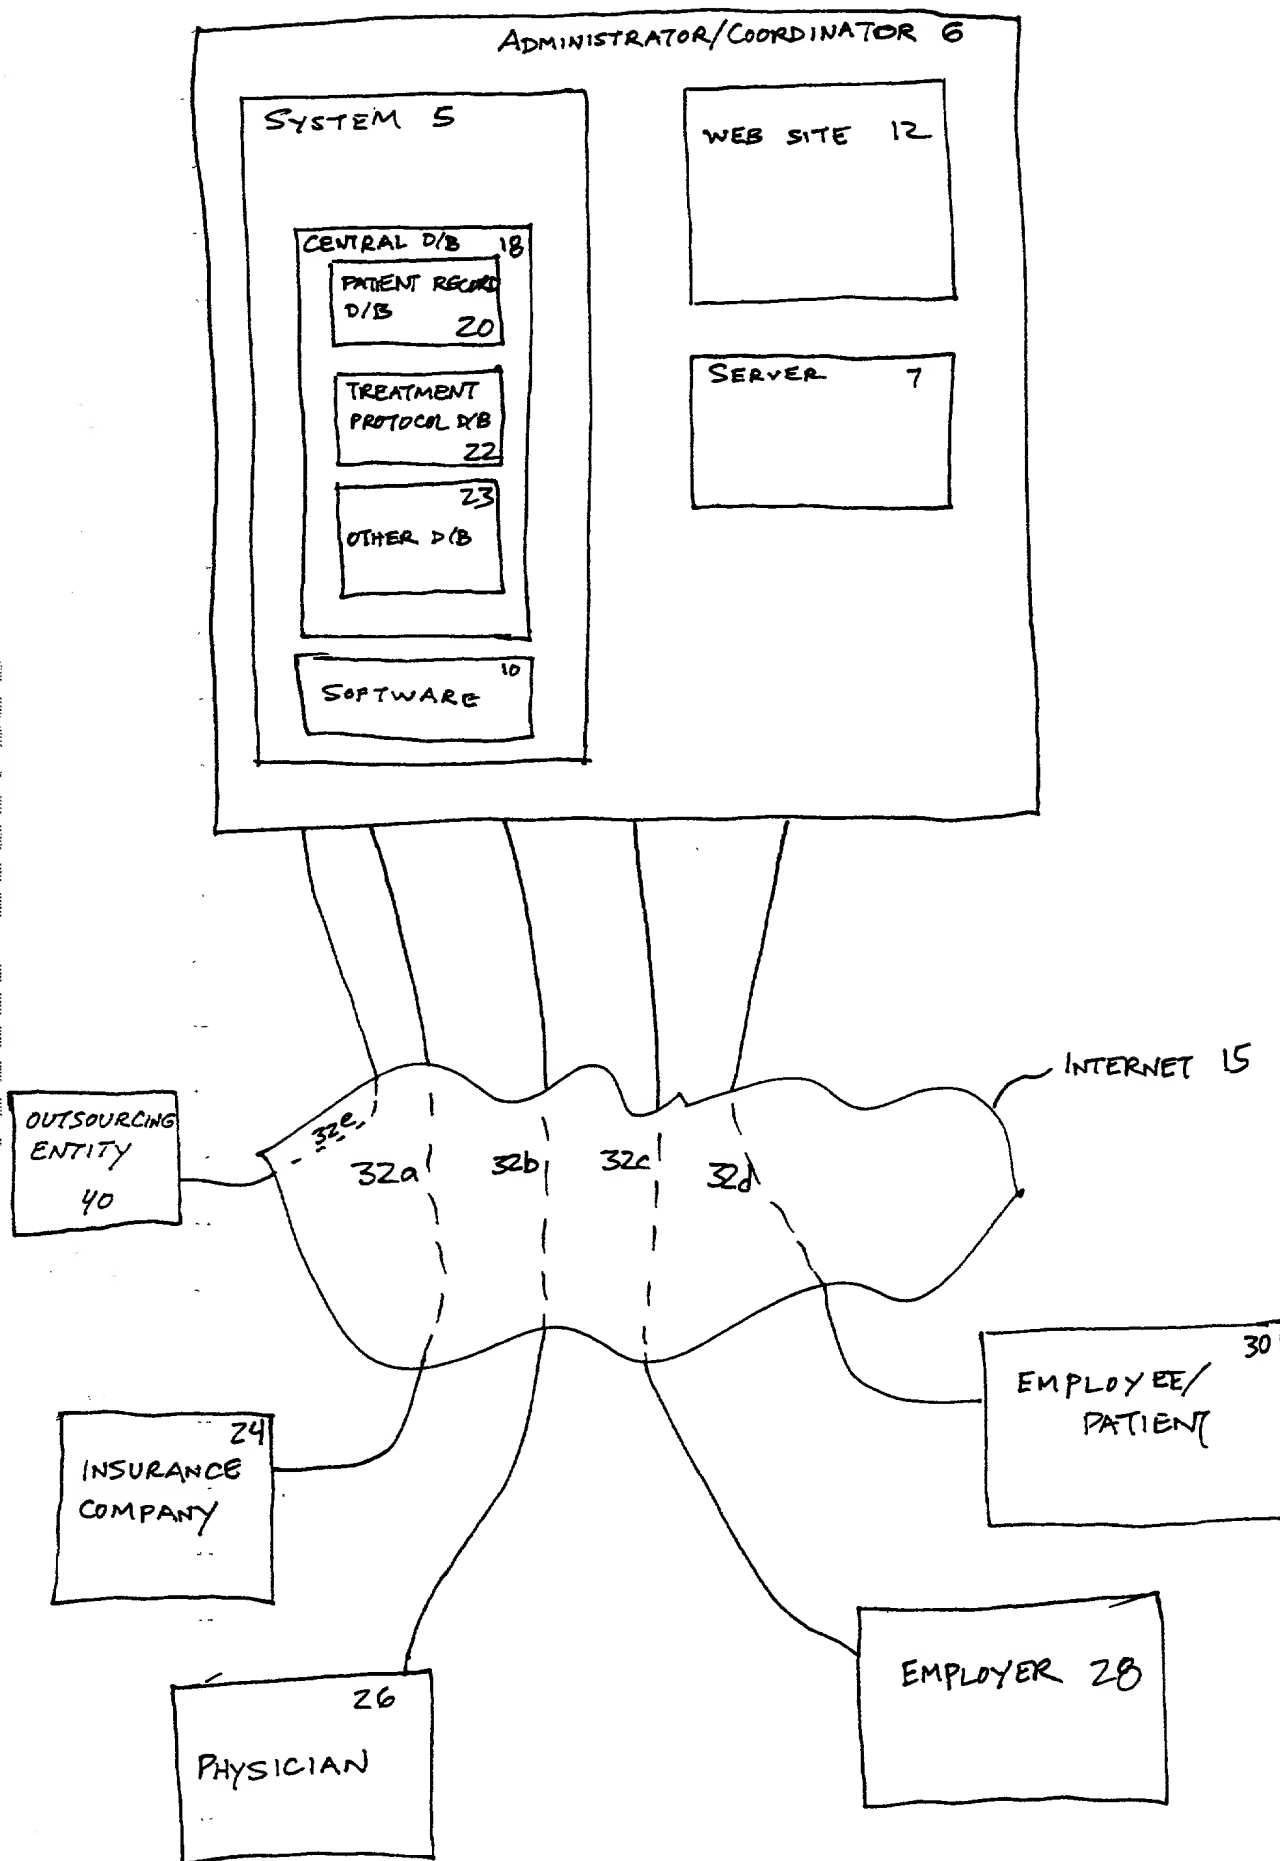 ADMINISTRATOR/COORDINATOR 6
SYSTEM 5
WEB SITE 12
CENTRAL D/B 18
PATIENT RECORD
D/B
20
TREATMENT
PROTOCOL D/B
22
23
OTHER D/B
10
SOFTWARE
SERVER 7
INTERNET 15
OUTSOURCING
ENTITY
40
32e
32a
32b
32c
32d
30
EMPLOYEE/
PATIENT
24
INSURANCE
COMPANY
26
PHYSICIAN
EMPLOYER 28